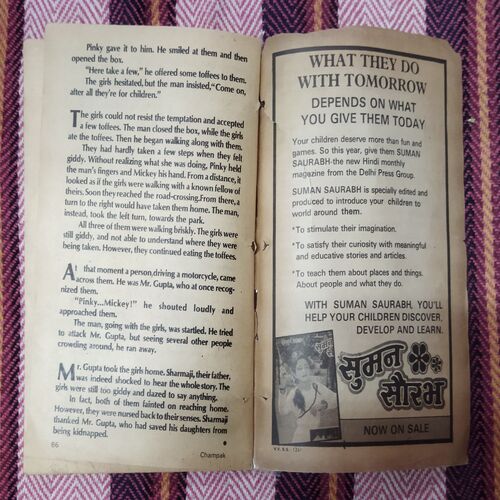 Pinky gave it to him. He smiled at them and then
opened the box.
"Here take a few," he offered some toffees to them.
The girls hesitated, but the man insisted, "Come on,
after all they're for children."
The girls could not resist the temptation and accepted
a few toffees. The man closed the box, while the girls
ate the toffees. Then he began walking along with them.
They had hardly taken a few steps when they felt
giddy. Without realizing what she was doing, Pinky held
the man's fingers and Mickey his hand. From a distance, it
looked as if the girls were walking with a known fellow of
theirs. Soon they reached the road-crossing. From there, a
turn to the right would have taken them home. The man,
instead, took the left turn, towards the park.
All three of them were walking briskly. The girls were
still giddy, and not able to understand where they were
being taken. However, they continued eating the toffees.
At that moment a person, driving a motorcycle, came
across them. He was Mr. Gupta, who at once recog-
nized them.
"Pinky...Mickey!" he shouted loudly and
approached them.
The man, going with the girls, was startled. He tried
to attack Mr. Gupta, but seeing several other people
crowding around, he ran away.
Mr. Gupta took the girls home. Sharmaji, their father,
was indeed shocked to hear the whole story. The
girls were still too giddy and dazed to say anything.
In fact, both of them fainted on reaching home.
However, they were nursed back to their senses. Sharmaji
thanked Mr. Gupta, who had saved his daughters from
being kidnapped.
66
Champak
WHAT THEY DO
WITH TOMORROW
DEPENDS ON WHAT
YOU GIVE THEM TODAY
Your children deserve more than fun and
games. So this year, give them SUMAN
SAURABH-the new Hindi monthly
magazine from the Delhi Press Group.
SUMAN SAURABH is specially edited and
produced to introduce your children to
world around them.
*To stimulate their imagination.
*To satisfy their curiosity with meaningful
and educative stories and articles.
*To teach them about places and things.
About people and what they do.
WITH SUMAN SAURABH, YOU'LL
HELP YOUR CHILDREN DISCOVER,
DEVELOP AND LEARN.
सुमन
सौरभ
NOW ON SALE